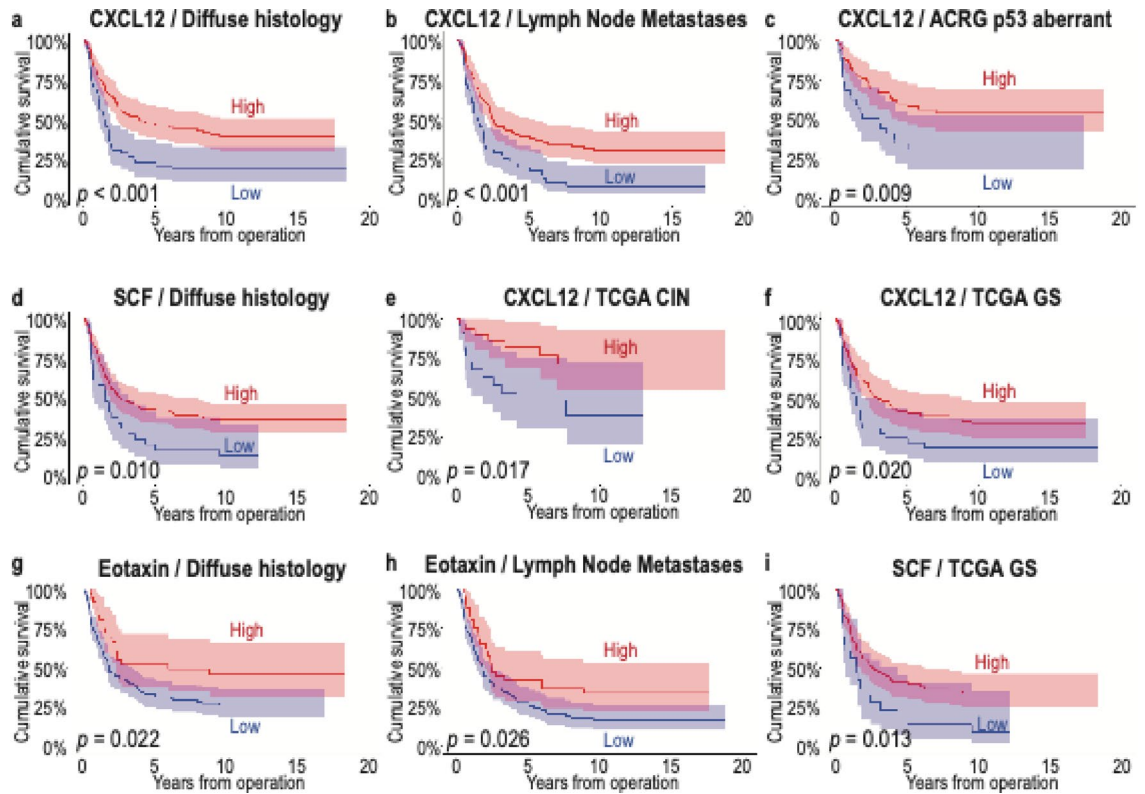 a CXCL12 / Diffuse histology
100%
75%
50%
25%
0%
Cumulative survival
High
Low
p < 0.001
0 5 10 15 20
Years from operation
b CXCL12 / Lymph Node Metastases
100%
75%
50%
25%
0%
Cumulative survival
High
Low
p < 0.001
0 5 10 15 20
Years from operation
c CXCL12 / ACRG p53 aberrant
100%
75%
50%
25%
0%
Cumulative survival
High
Low
p = 0.009
0 5 10 15 20
Years from operation
d SCF / Diffuse histology
100%
75%
50%
25%
0%
Cumulative survival
High
Low
p = 0.010
0 5 10 15 20
Years from operation
e CXCL12 / TCGA CIN
100%
75%
50%
25%
0%
Cumulative survival
High
Low
p = 0.017
0 5 10 15 20
Years from operation
f CXCL12 / TCGA GS
100%
75%
50%
25%
0%
Cumulative survival
High
Low
p = 0.020
0 5 10 15 20
Years from operation
g Eotaxin / Diffuse histology
100%
75%
50%
25%
0%
Cumulative survival
High
Low
p = 0.022
0 5 10 15 20
Years from operation
h Eotaxin / Lymph Node Metastases
100%
75%
50%
25%
0%
Cumulative survival
High
Low
p = 0.026
0 5 10 15 20
Years from operation
i SCF / TCGA GS
100%
75%
50%
25%
0%
Cumulative survival
High
Low
p = 0.013
0 5 10 15 20
Years from operation